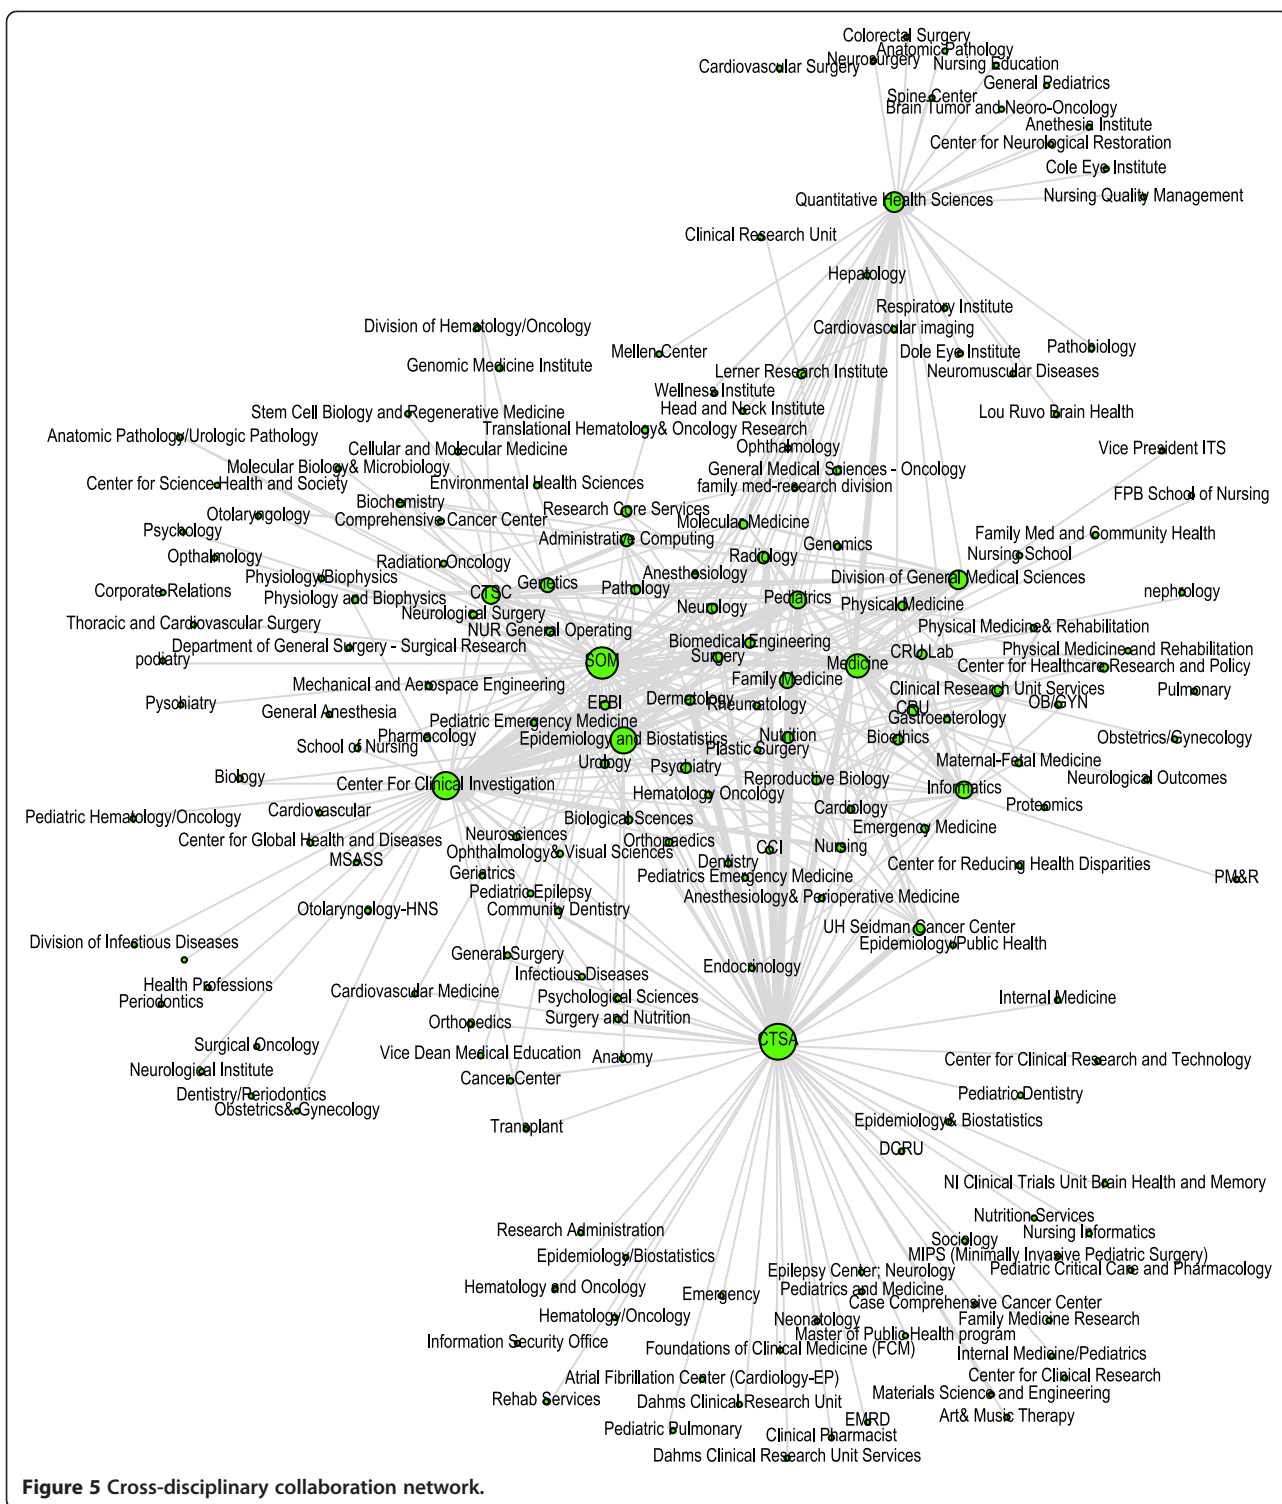 Colorectal Surgery
Anatomic Pathology
Neurosurgery
Cardiovascular Surgery
Nursing Education
General Pediatrics
Spine Center
Brain Tumor and Neoro-Oncology
Anethesia Institute
Center for Neurological Restoration
Cole Eye Institute
Nursing Quality Management
Quantitative Health Sciences
Clinical Research Unit
Hepatology
Respiratory Institute
Division of Hematology/Oncology
Cardiovascular imaging
Mellen Center
Dole Eye Institute
Pathobiology
Genomic Medicine Institute
Lerner Research Institute
Neuromuscular Diseases
Wellness Institute
Stem Cell Biology and Regenerative Medicine
Head and Neck Institute
Lou Ruvo Brain Health
Translational Hematology& Oncology Research
Anatomic Pathology/Urologic Pathology
Cellular and Molecular Medicine
Ophthalmology
Vice President ITS
Molecular Biology& Microbiology
General Medical Sciences - Oncology
Center for Science Health and Society
Environmental Health Sciences
family med-research division
FPB School of Nursing
Biochemistry
Research Core Services
Otolaryngology
Comprehensive Cancer Center
Molecular Medicine
Psychology
Administrative Computing
Family Med and Community Health
Genomics
Opthalmology
Radiation Oncology
Radiology
Nursing School
Physiology/Biophysics
Anesthesiology
Division of General Medical Sciences
Corporate Relations
CTSC
Genetics
Pathology
nephology
Physiology and Biophysics
Pediatrics
Physical Medicine
Neurological Surgery
Neurology
Thoracic and Cardiovascular Surgery
NUR General Operating
Physical Medicine& Rehabilitation
Department of General Surgery - Surgical Research
Biomedical Engineering
Physical Medicine and Rehabilitation
podiatry
SOM
Surgery
Medicine
CRU Lab
Center for Healthcare Research and Policy
Mechanical and Aerospace Engineering
Family Medicine
Clinical Research Unit Services
Pulmonary
Pyschiatry
EPBI
Dermatology
Rheumatology
CRU
OB/GYN
General Anesthesia
Pediatric Emergency Medicine
Gastroenterology
Pharmacology
Epidemiology and Biostatistics
Nutrition
Bioethics
Obstetrics/Gynecology
School of Nursing
Plastic Surgery
Urology
Psychiatry
Maternal-Fetal Medicine
Biology
Center For Clinical Investigation
Reproductive Biology
Informatics
Neurological Outcomes
Hematology Oncology
Cardiovascular
Cardiology
Proteomics
Pediatric Hematology/Oncology
Biological Scences
Emergency Medicine
Neurosciences
Center for Global Health and Diseases
Orthopaedics
CCI
Nursing
MSASS
Ophthalmology& Visual Sciences
Dentistry
Center for Reducing Health Disparities
Geriatrics
Pediatrics Emergency Medicine
PM&R
Pediatric Epilepsy
Anesthesiology& Perioperative Medicine
Otolaryngology-HNS
Community Dentistry
UH Seidman Cancer Center
Division of Infectious Diseases
Epidemiology/Public Health
General Surgery
Endocrinology
Infectious Diseases
Health Professions
Cardiovascular Medicine
Psychological Sciences
Internal Medicine
Periodontics
Surgery and Nutrition
Orthopedics
CTSA
Surgical Oncology
Vice Dean Medical Education
Anatomy
Center for Clinical Research and Technology
Neurological Institute
Cancer Center
Dentistry/Periodontics
Pediatric Dentistry
Obstetrics& Gynecology
Epidemiology& Biostatistics
Transplant
DCRU
NI Clinical Trials Unit Brain Health and Memory
Nutrition Services
Research Administration
Nursing Informatics
Sociology
Epidemiology/Biostatistics
MIPS (Minimally Invasive Pediatric Surgery)
Epilepsy Center; Neurology
Pediatric Critical Care and Pharmacology
Hematology and Oncology
Emergency
Pediatrics and Medicine
Case Comprehensive Cancer Center
Hematology/Oncology
Neonatology
Family Medicine Research
Master of Public Health program
Information Security Office
Foundations of Clinical Medicine (FCM)
Internal Medicine/Pediatrics
Atrial Fibrillation Center (Cardiology-EP)
Center for Clinical Research
Rehab Services
Dahms Clinical Research Unit
Materials Science and Engineering
EMRD
Art& Music Therapy
Pediatric Pulmonary
Clinical Pharmacist
Dahms Clinical Research Unit Services
Figure 5 Cross-disciplinary collaboration network.